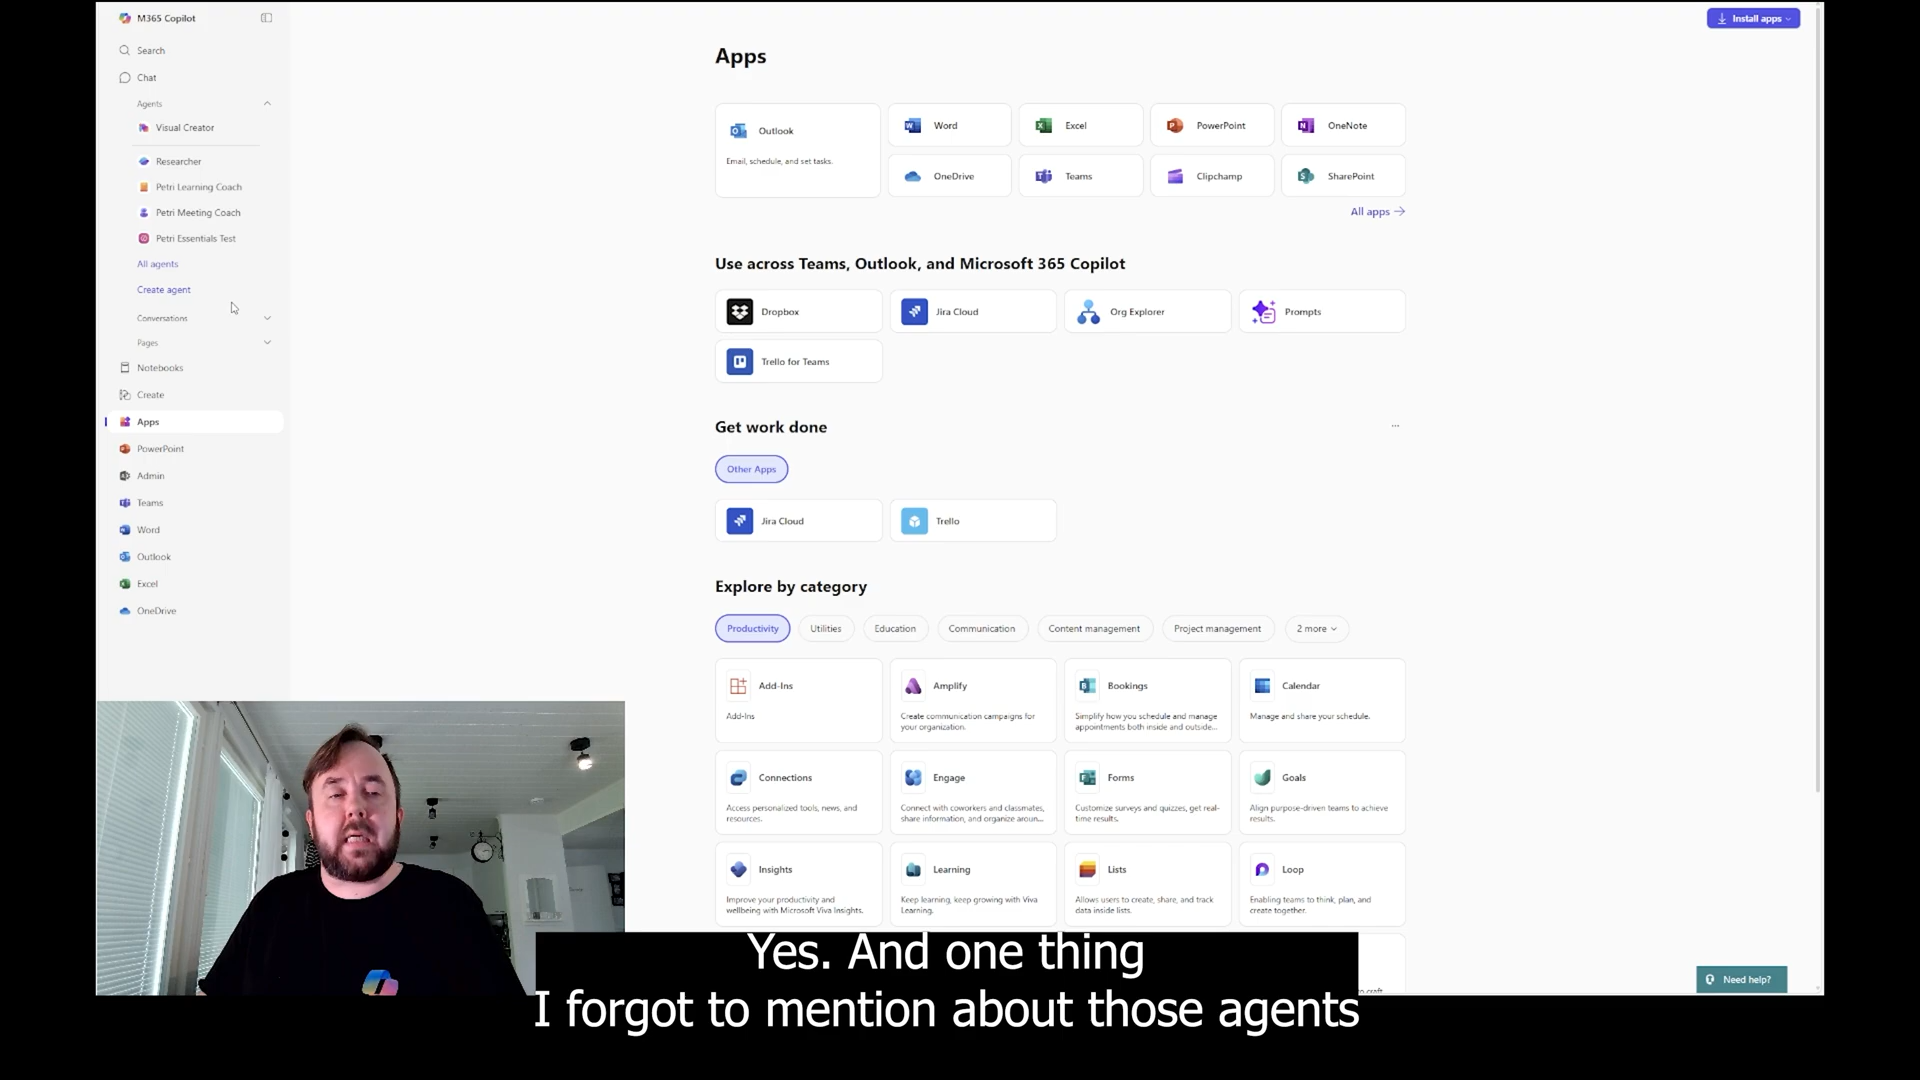 M365 Copilot
Search
Chat
Agents
Visual Creator
Researcher
Petri Learning Coach
Petri Meeting Coach
Petri Essentials Test
All agents
Create agent
Conversations
Pages
Notebooks
Create
Apps
PowerPoint
Admin
Teams
Word
Outlook
Excel
OneDrive
Install apps
Apps
Outlook
Email, schedule, and set tasks.
Word
Excel
PowerPoint
OneNote
OneDrive
Teams
Clipchamp
SharePoint
All apps
Use across Teams, Outlook, and Microsoft 365 Copilot
Dropbox
Jira Cloud
Org Explorer
Prompts
Trello for Teams
Get work done
...
Other Apps
Jira Cloud
Trello
Explore by category
Productivity
Utilities
Education
Communication
Content management
Project management
2 more
Add-Ins
Add-Ins
Amplify
Create communication campaigns for
your organization.
Bookings
Simplify how you schedule and manage
appointments both inside and outside...
Calendar
Manage and share your schedule.
Connections
Access personalized tools, news, and
resources.
Engage
Connect with coworkers and classmates,
share information, and organize aroun...
Forms
Customize surveys and quizzes, get real-
time results.
Goals
Align purpose-driven teams to achieve
results.
Insights
Improve your productivity and
wellbeing with Microsoft Viva Insights.
Learning
Keep learning, keep growing with Viva
Learning.
Lists
Allows users to create, share, and track
data inside lists.
Loop
Enabling teams to think, plan, and
create together.
Need help?
Yes. And one thing
I forgot to mention about those agents